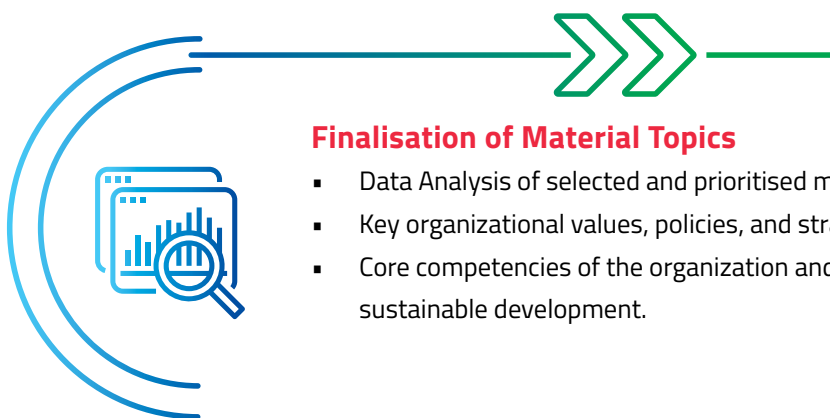 Finalisation of Material Topics
▪ Data Analysis of selected and prioritised
▪ Key organizational values, policies, and
▪ Core competencies of the organization and
sustainable development.